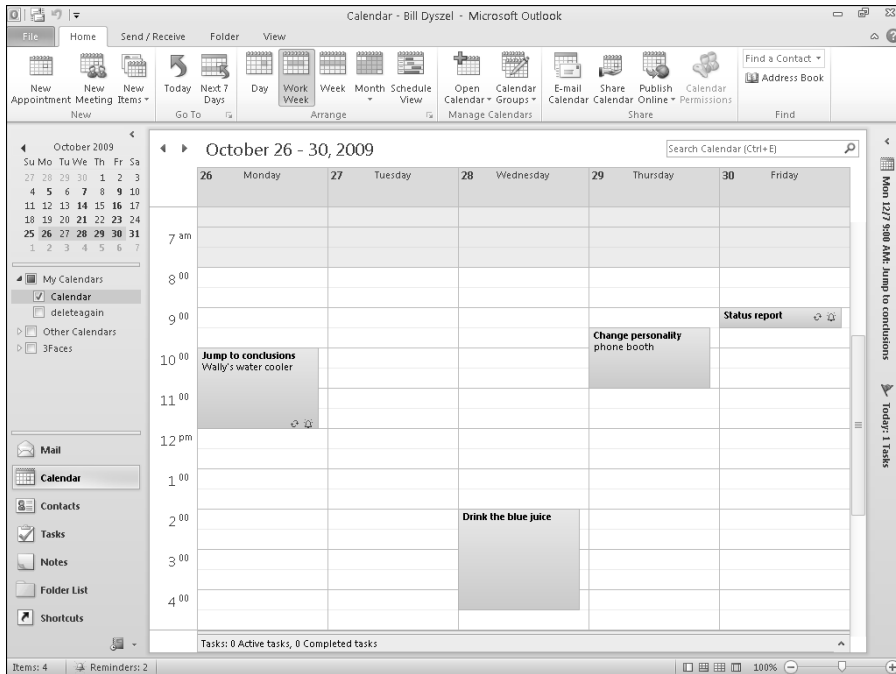 Calendar - Bill Dyszel - Microsoft Outlook
File Home Send / Receive Folder View
New Appointment
New Meeting
New Items
Today
Next 7 Days
Day
Work Week
Week
Month
Schedule View
Open Calendar
Calendar Groups
E-mail Calendar
Share Calendar
Publish Online
Calendar Permissions
Find a Contact
Address Book
New
Go To
Arrange
Manage Calendars
Share
Find
October 2009
Su Mo Tu We Th Fr Sa
27 28 29 30 1 2 3
4 5 6 7 8 9 10
11 12 13 14 15 16 17
18 19 20 21 22 23 24
25 26 27 28 29 30 31
1 2 3 4 5 6 7
My Calendars
Calendar
deleteagain
Other Calendars
3Faces
Mail
Calendar
Contacts
Tasks
Notes
Folder List
Shortcuts
October 26 - 30, 2009
Search Calendar (Ctrl+E)
26 Monday
27 Tuesday
28 Wednesday
29 Thursday
30 Friday
7 am
8 00
9 00
10 00
11 00
12 pm
1 00
2 00
3 00
4 00
Jump to conclusions
Wally's water cooler
Drink the blue juice
Change personality
phone booth
Status report
Tasks: 0 Active tasks, 0 Completed tasks
Mon 12/7 9:00 AM: Jump to conclusions
Today: 1 Tasks
Items: 4
Reminders: 2
100%